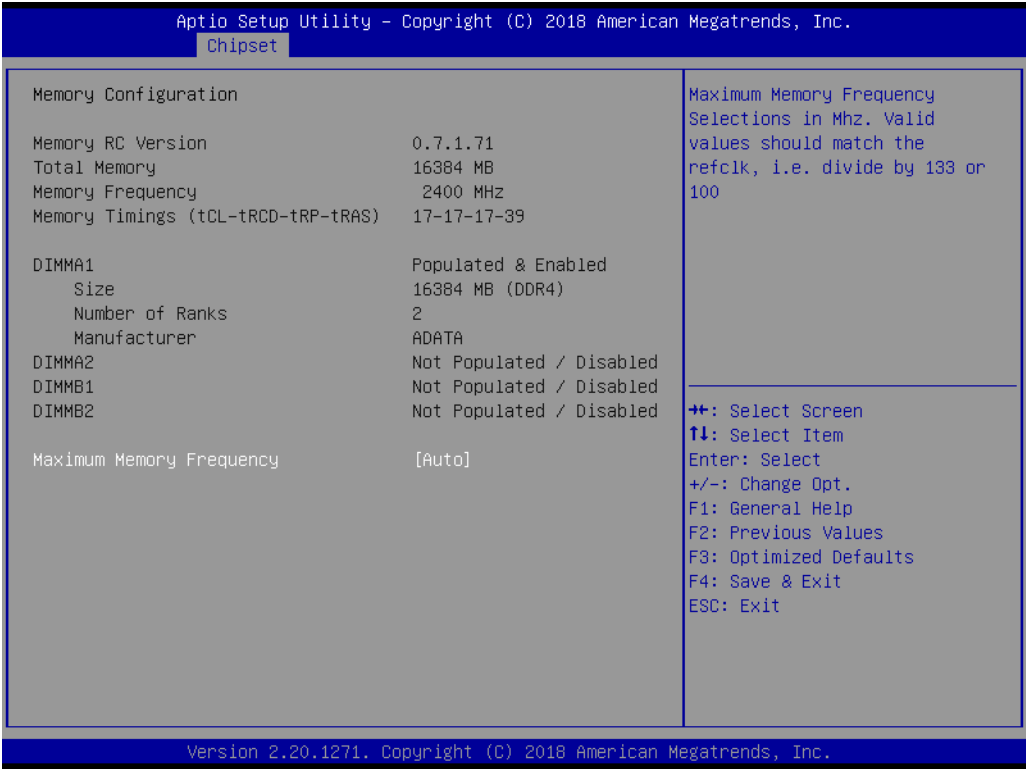 Aptio Setup Utility – Copyright (C) 2018 American Megatrends, Inc.
Chipset
Memory Configuration
Memory RC Version 0.7.1.71
Total Memory 16384 MB
Memory Frequency 2400 MHz
Memory Timings (tCL-tRCD-tRP-tRAS) 17-17-17-39
DIMMA1 Populated & Enabled
Size 16384 MB (DDR4)
Number of Ranks 2
Manufacturer ADATA
DIMMA2 Not Populated / Disabled
DIMMB1 Not Populated / Disabled
DIMMB2 Not Populated / Disabled
Maximum Memory Frequency [Auto]
Maximum Memory Frequency
Selections in Mhz. Valid
values should match the
refclk, i.e. divide by 133 or
100
→←: Select Screen
↑↓: Select Item
Enter: Select
+/-: Change Opt.
F1: General Help
F2: Previous Values
F3: Optimized Defaults
F4: Save & Exit
ESC: Exit
Version 2.20.1271. Copyright (C) 2018 American Megatrends, Inc.